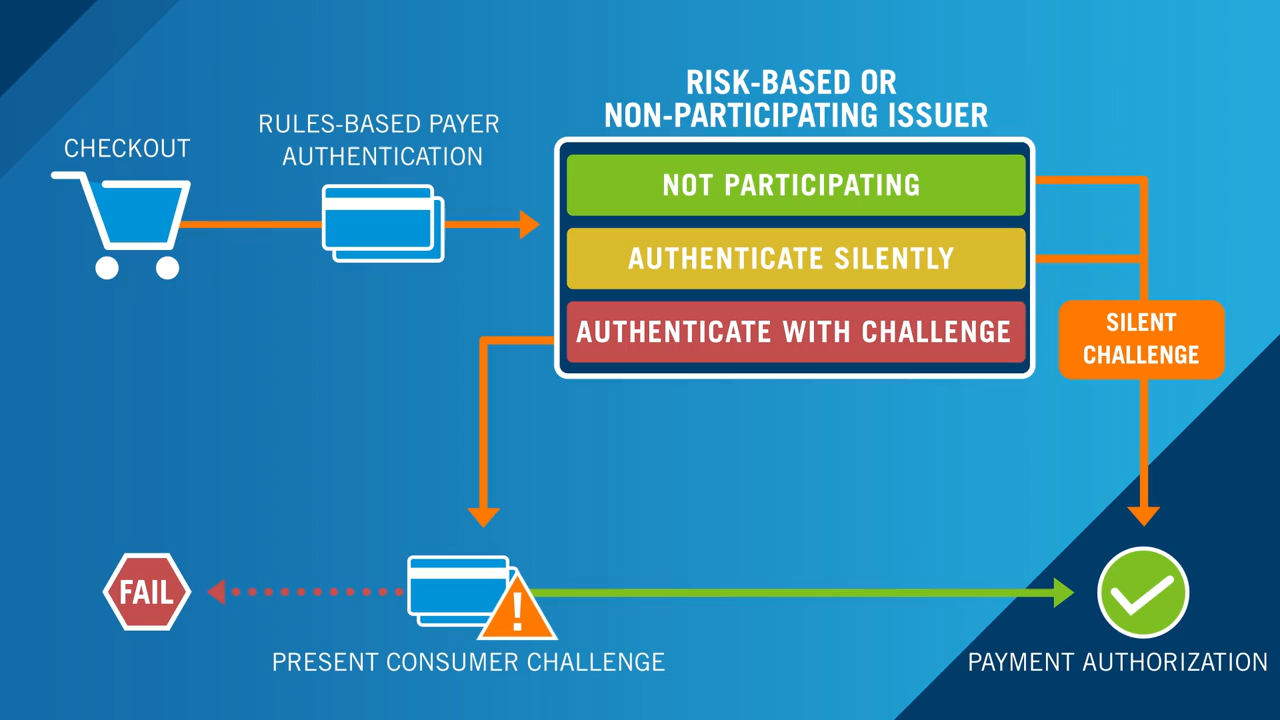 CHECKOUT
RULES-BASED PAYER
AUTHENTICATION
RISK-BASED OR
NON-PARTICIPATING ISSUER
NOT PARTICIPATING
AUTHENTICATE SILENTLY
AUTHENTICATE WITH CHALLENGE
SILENT
CHALLENGE
FAIL
!
PRESENT CONSUMER CHALLENGE
PAYMENT AUTHORIZATION